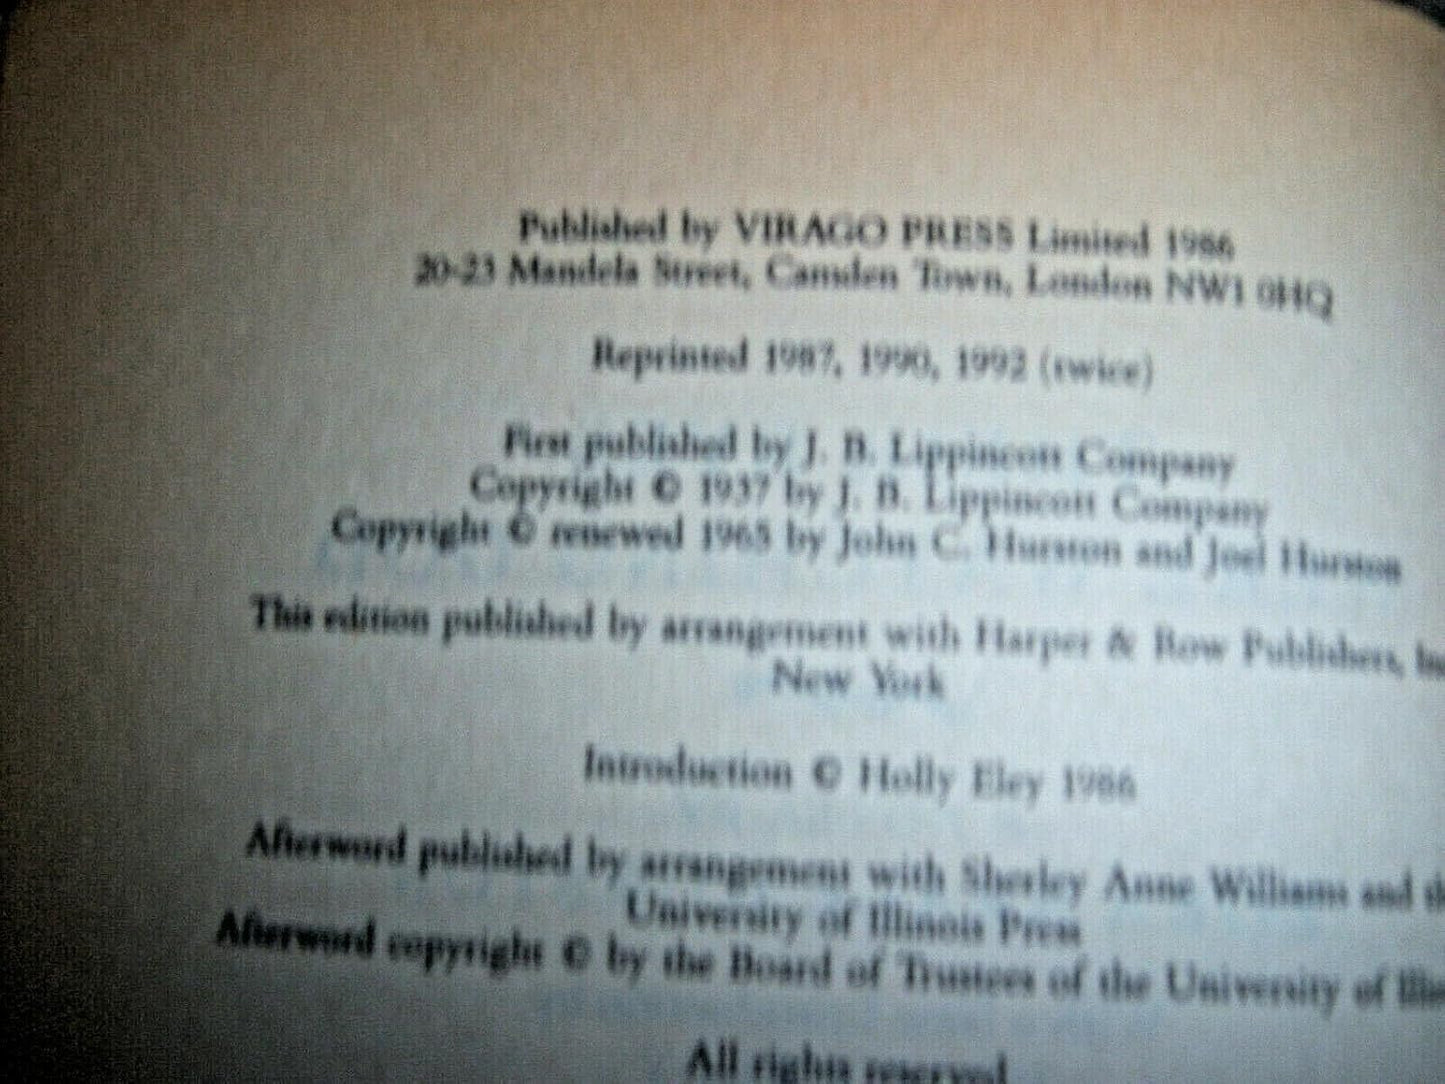 Published by VIRAGO PRESS Limited 1986
20-23 Mandela Street, Camden Town, London NW1 0HQ
Reprinted 1987, 1990, 1992 (twice)
First published by J. B. Lippincott Company
Copyright © 1937 by J. B. Lippincott Company
Copyright © renewed 1965 by John C. Hurston and Joel Hurston
This edition published by arrangement with Harper & Row Publishers,
New York
Introduction © Holly Eley 1986
Afterword published by arrangement with Sherley Anne Williams and
University of Illinois Press
Afterword copyright © by the Board of Trustees of the University of
All rights reserved